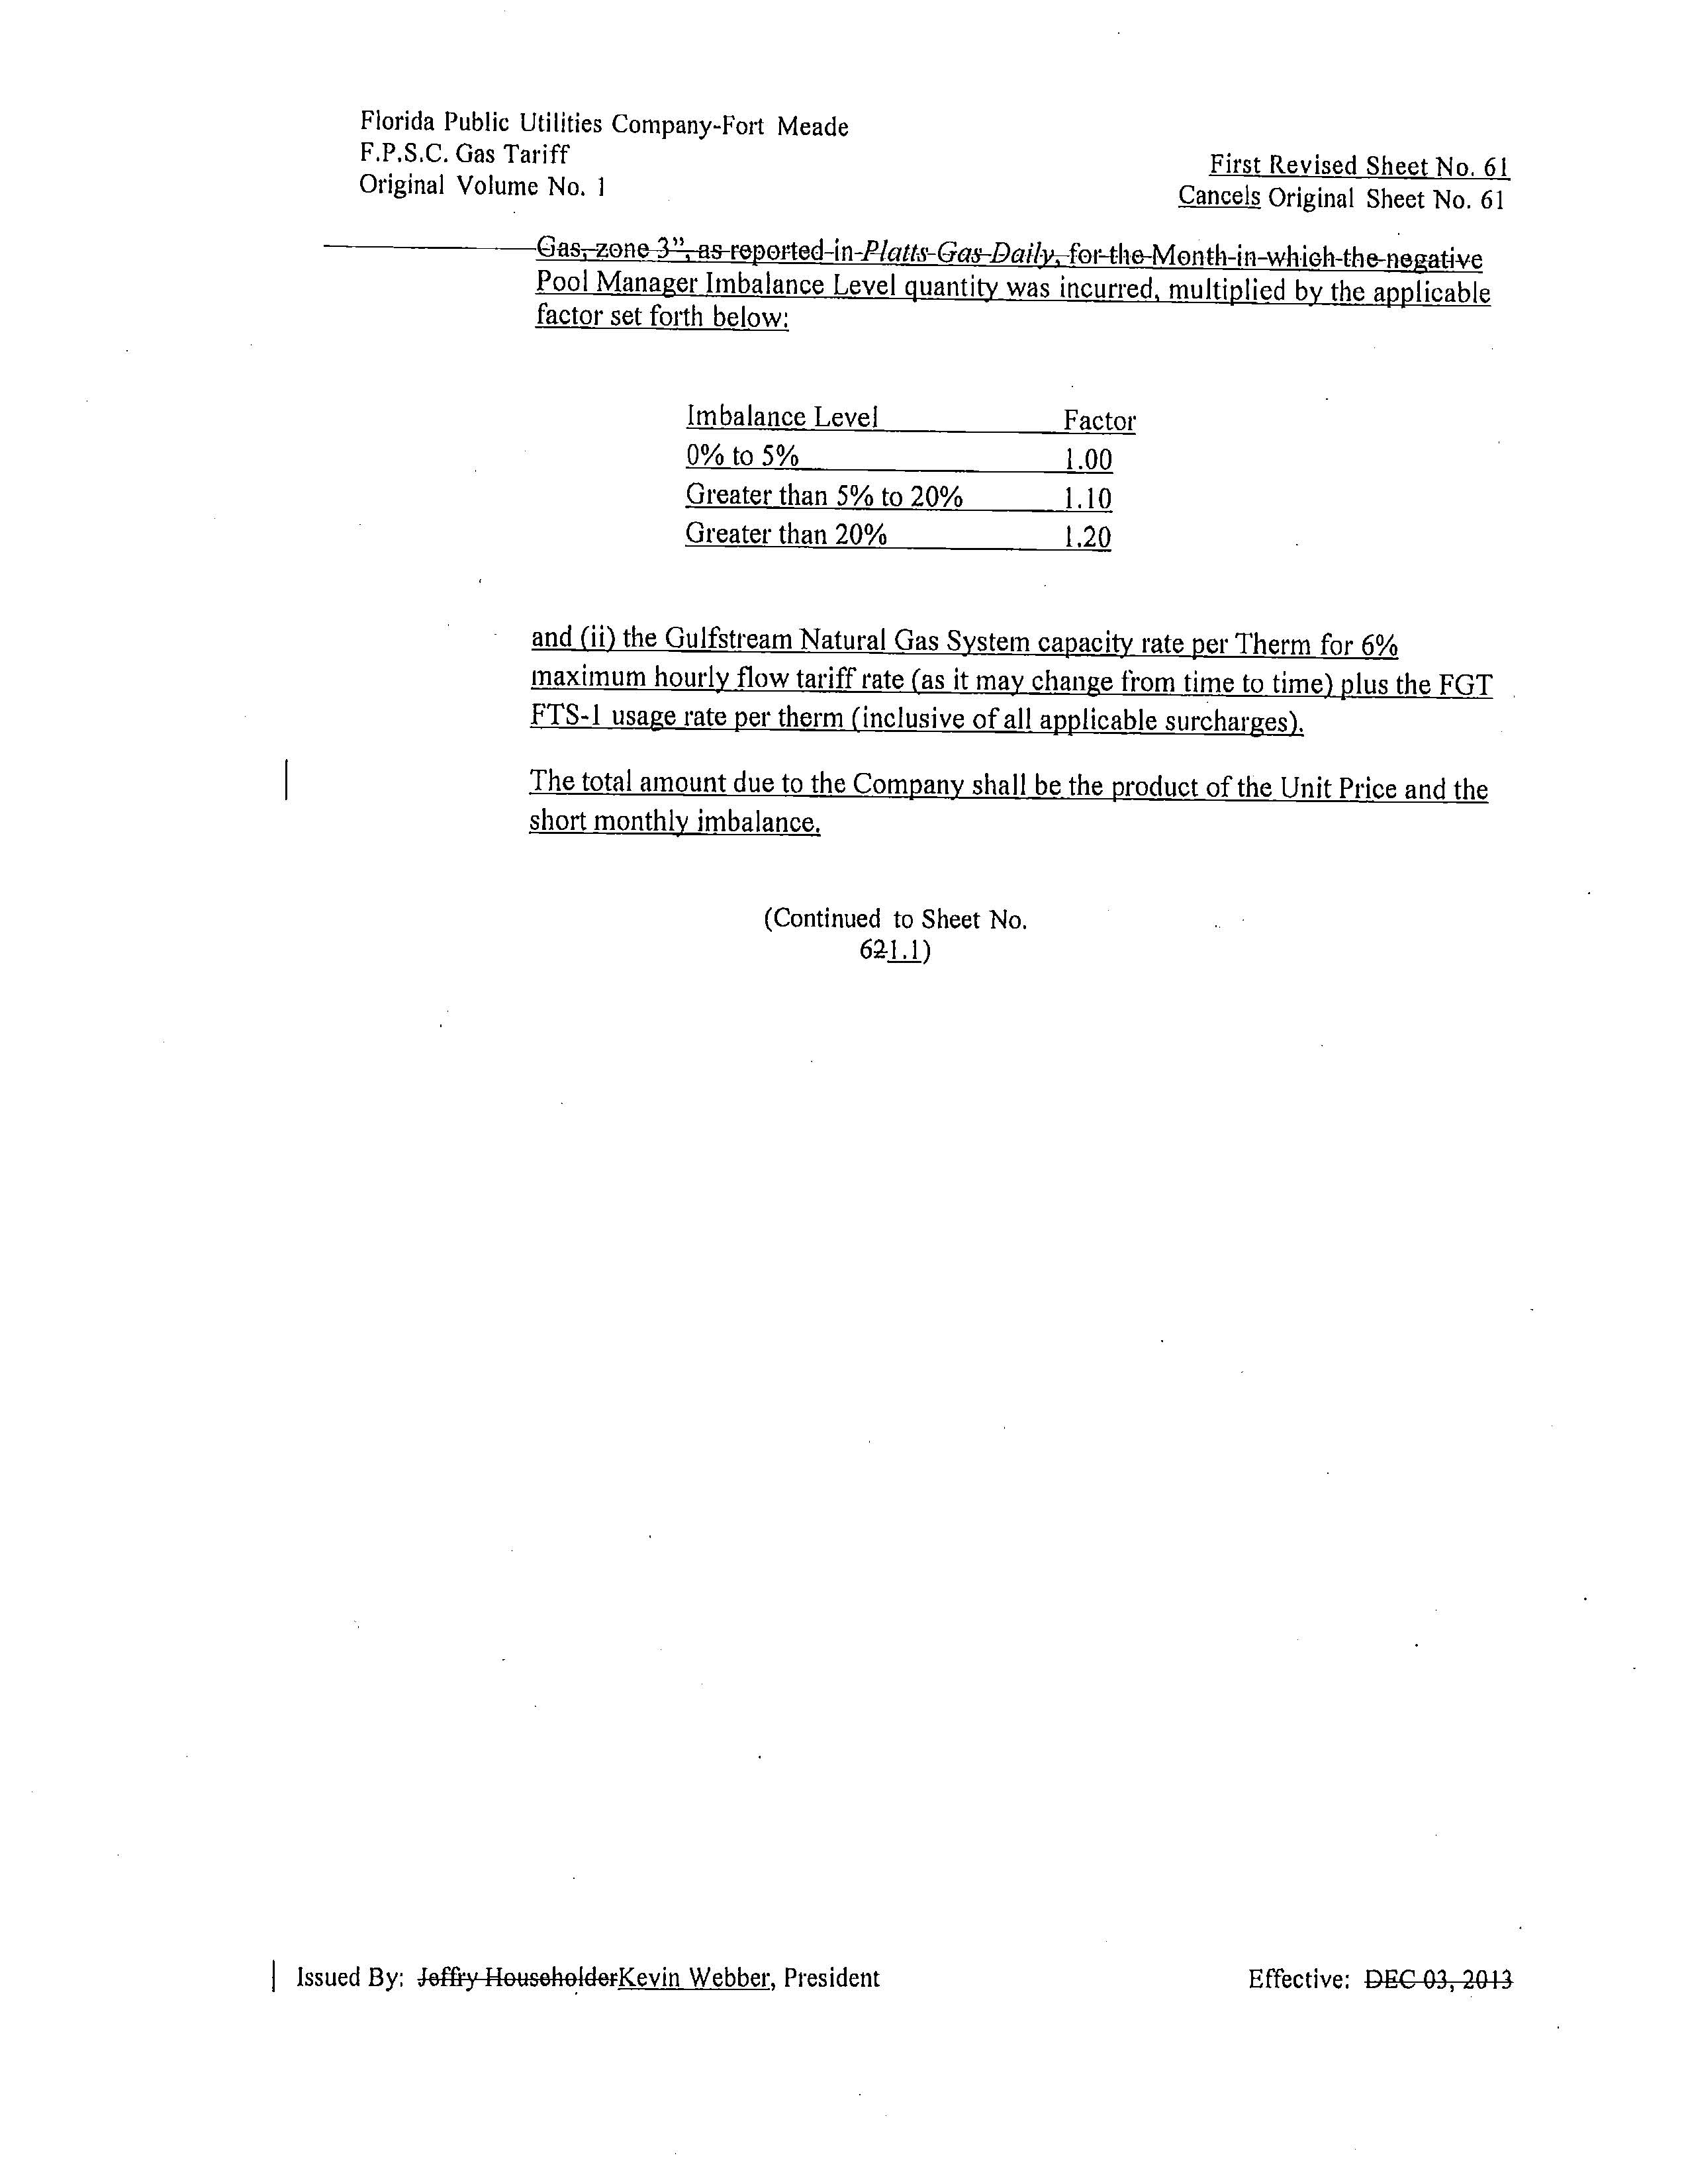 Florida Public Utilities Company-Fort Meade
F.P.S.C. Gas Tariff
Original Volume No. 1
First Revised Sheet No. 61
Cancels Original Sheet No. 61
Gas, zone 3", as reported in Platts Gas Daily, for the Month in which the negative
Pool Manager Imbalance Level quantity was incurred, multiplied by the applicable
factor set forth below:
Imbalance Level Factor
0% to 5% 1.00
Greater than 5% to 20% 1.10
Greater than 20% 1.20
and (ii) the Gulfstream Natural Gas System capacity rate per Therm for 6%
maximum hourly flow tariff rate (as it may change from time to time) plus the FGT
FTS-1 usage rate per therm (inclusive of all applicable surcharges).
The total amount due to the Company shall be the product of the Unit Price and the
short monthly imbalance.
(Continued to Sheet No.
621.1)
Issued By: Jeffry HouseholderKevin Webber, President
Effective: DEC 03, 2013